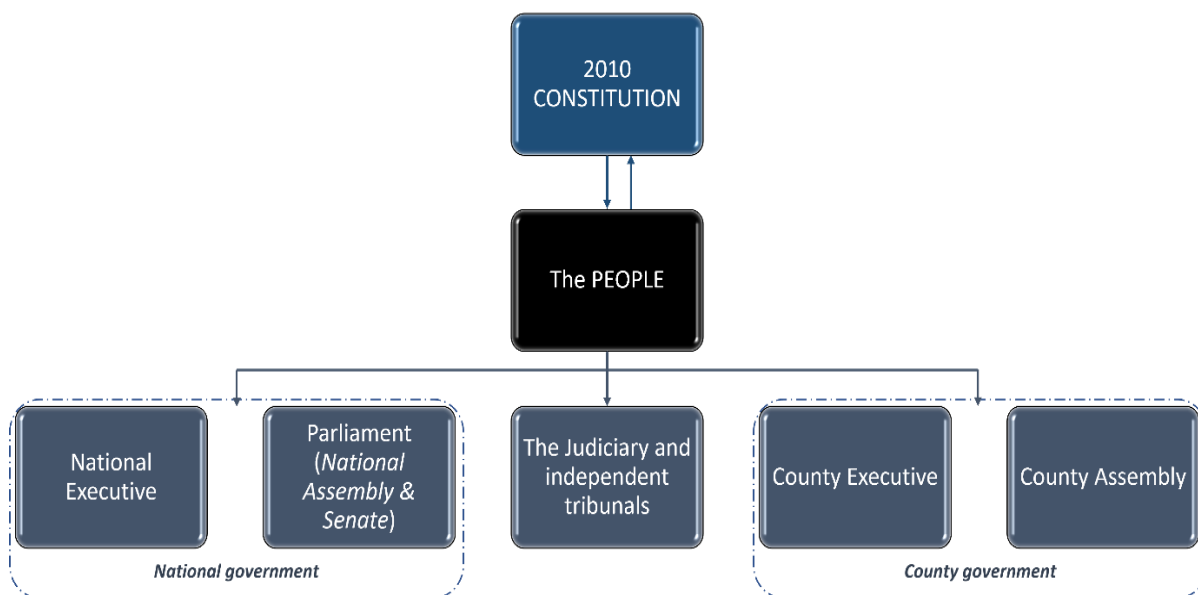 2010
CONSTITUTION
The PEOPLE
National
Executive
Parliament
(National
Assembly &
Senate)
The Judiciary and
independent
tribunals
County Executive
County Assembly
National government
County government